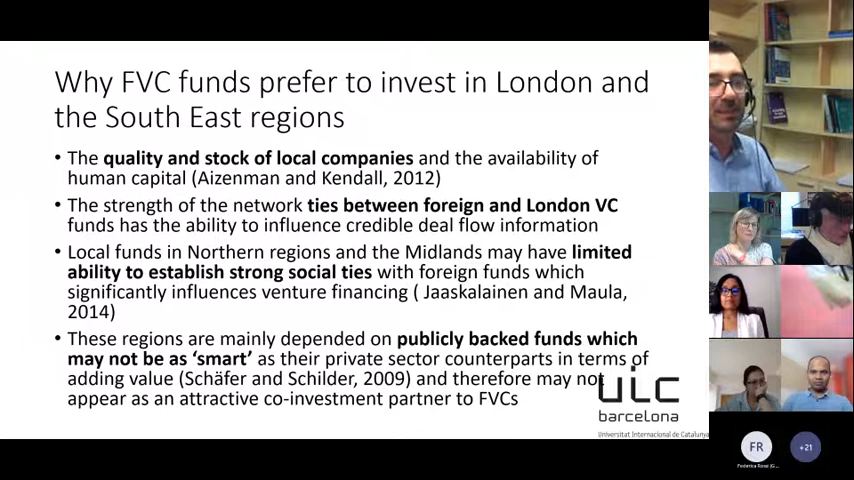 Why FVC funds prefer to invest in London and
the South East regions
• The quality and stock of local companies and the availability of
human capital (Aizenman and Kendall, 2012)
• The strength of the network ties between foreign and London VC
funds has the ability to influence credible deal flow information
• Local funds in Northern regions and the Midlands may have limited
ability to establish strong social ties with foreign funds which
significantly influences venture financing ( Jaaskalainen and Maula,
2014)
• These regions are mainly depended on publicly backed funds which
may not be as ‘smart’ as their private sector counterparts in terms of
adding value (Schäfer and Schilder, 2009) and therefore may not
appear as an attractive co-investment partner to FVCs
uic
barcelona
Universitat Internacional de Catalunya
FR
+21